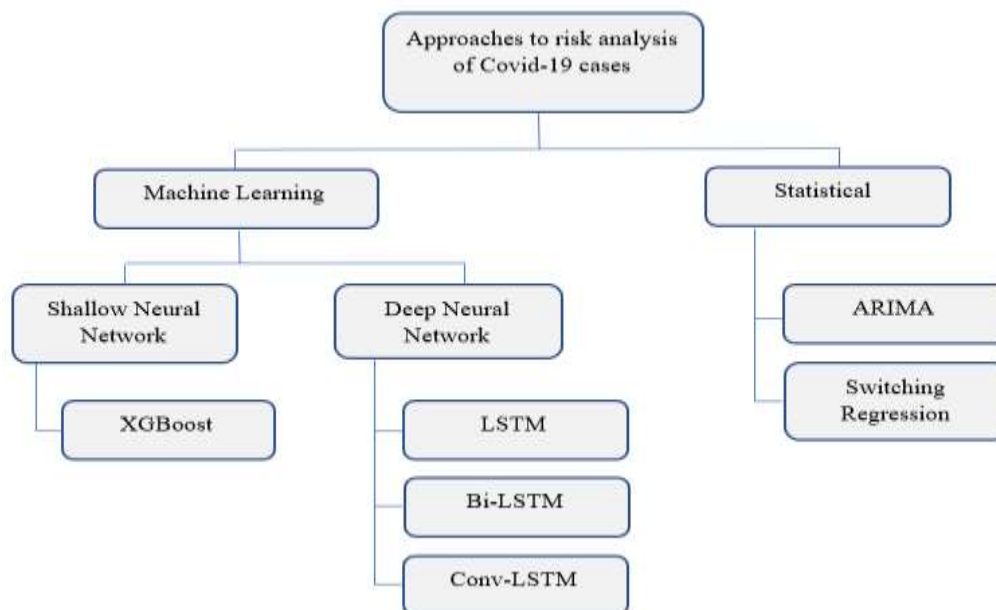 Approaches to risk analysis
of Covid-19 cases
Machine Learning
Statistical
Shallow Neural
Network
Deep Neural
Network
ARIMA
XGBoost
LSTM
Switching
Regression
Bi-LSTM
Conv-LSTM